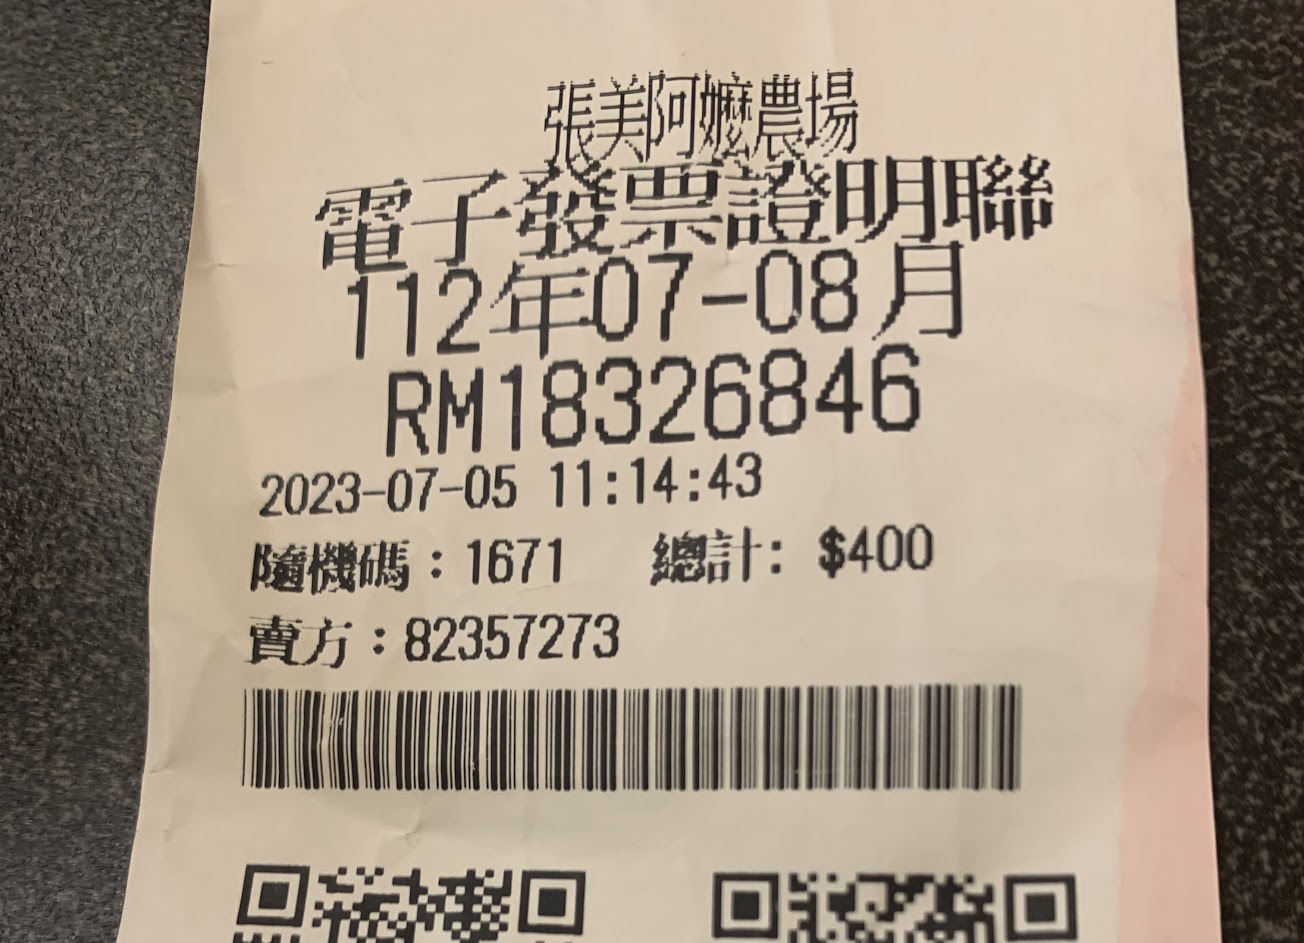 張美阿嬤農場
電子發票證明聯
112年07-08月
RM18326846
2023-07-05 11:14:43
隨機碼：1671 總計：$400
賣方：82357273